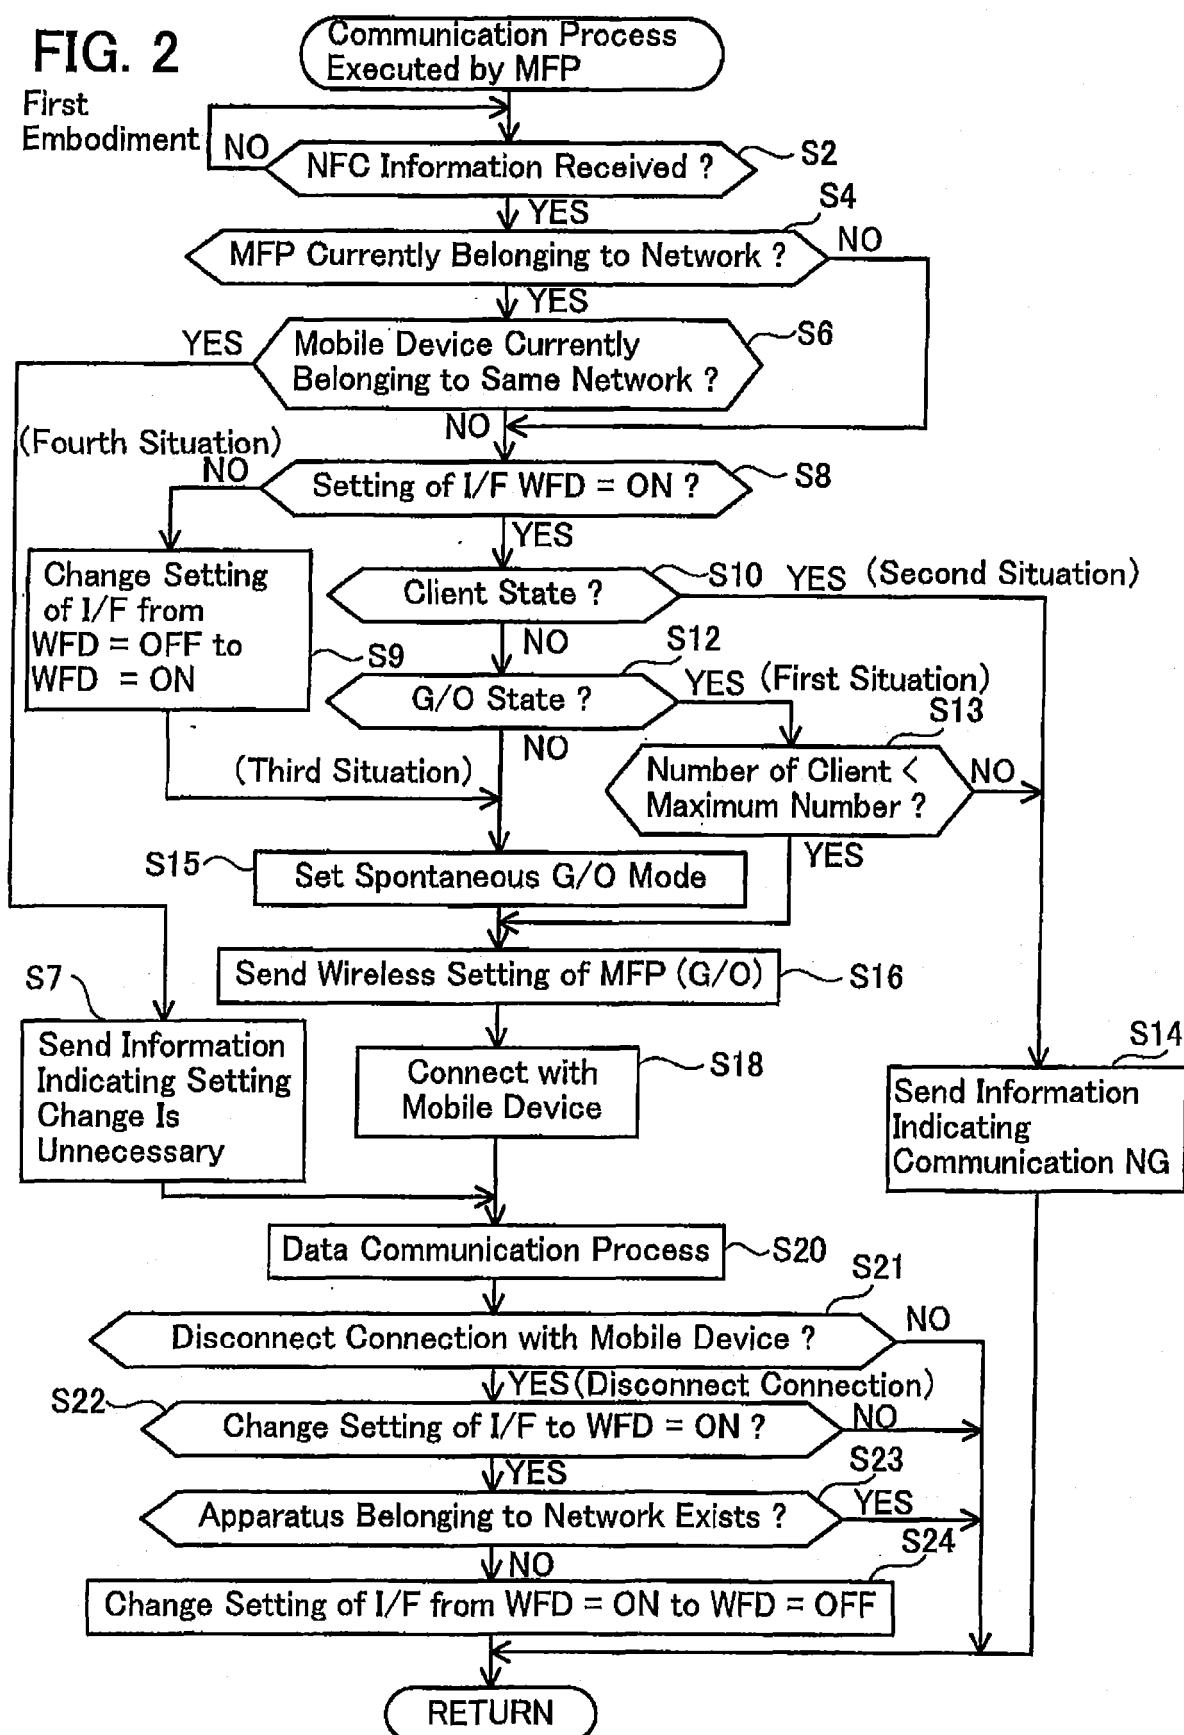 FIG. 2
First
Embodiment
Communication Process
Executed by MFP
NO
NFC Information Received ?
S2
YES
S4
MFP Currently Belonging to Network ?
NO
YES
YES
Mobile Device Currently
Belonging to Same Network ?
S6
NO
(Fourth Situation)
NO
Setting of I/F WFD = ON ?
S8
YES
Change Setting
of I/F from
WFD = OFF to
WFD = ON
S9
Client State ?
S10
YES (Second Situation)
NO
S12
G/O State ?
YES (First Situation)
S13
NO
(Third Situation)
Number of Client <
Maximum Number ?
NO
YES
S15
Set Spontaneous G/O Mode
Send Wireless Setting of MFP (G/O)
S16
S7
Send Information
Indicating Setting
Change Is
Unnecessary
Connect with
Mobile Device
S18
S14
Send Information
Indicating
Communication NG
Data Communication Process
S20
S21
Disconnect Connection with Mobile Device ?
NO
YES(Disconnect Connection)
S22
Change Setting of I/F to WFD = ON ?
NO
YES
S23
Apparatus Belonging to Network Exists ?
YES
S24
NO
Change Setting of I/F from WFD = ON to WFD = OFF
RETURN